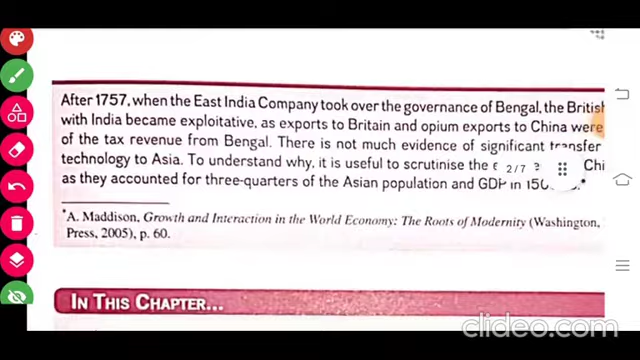 After 1757, when the East India Company took over the governance of Bengal, the British
with India became exploitative, as exports to Britain and opium exports to China were
of the tax revenue from Bengal. There is not much evidence of significant transfer
technology to Asia. To understand why, it is useful to scrutinise the 2/7 Chi
as they accounted for three-quarters of the Asian population and GDP in
*A. Maddison, Growth and Interaction in the World Economy: The Roots of Modernity (Washington,
Press, 2005), p. 60.
IN THIS CHAPTER...
clideo.com